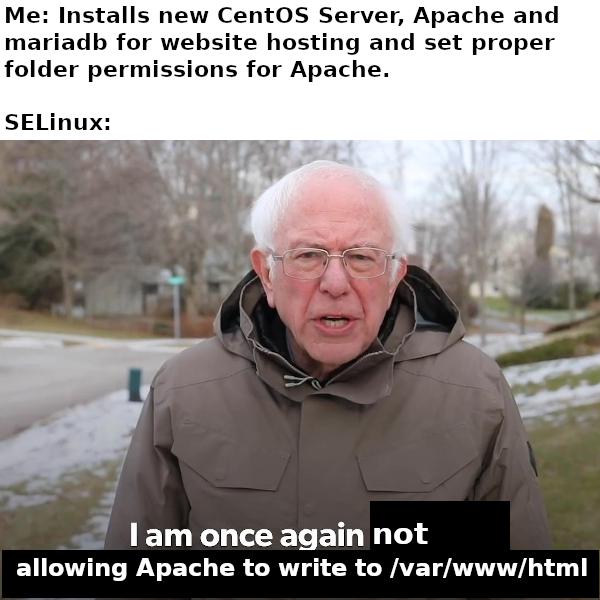 Me: Installs new CentOS Server, Apache and
mariadb for website hosting and set proper
folder permissions for Apache.
SELinux:
I am once again not
allowing Apache to write to /var/www/html